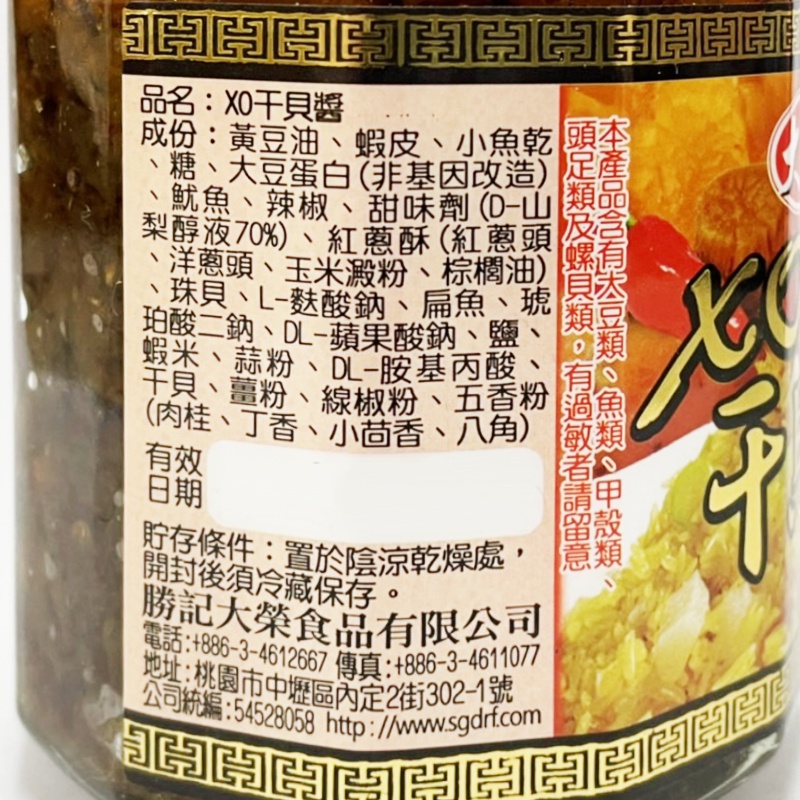 品名：XO干貝醬
成份：黃豆油、蝦皮、小魚乾
、糖、大豆蛋白(非基因改造)
、魷魚、辣椒、甜味劑(D-山
梨醇液70%)、紅蔥酥(紅蔥頭
、洋蔥頭、玉米澱粉、棕櫚油)
、珠貝、L-麩酸鈉、扁魚、琥
珀酸二鈉、DL-蘋果酸鈉、鹽、
蝦米、蒜粉、DL-胺基丙酸、
干貝、薑粉、線椒粉、五香粉
(肉桂、丁香、小茴香、八角)
有效
日期
貯存條件：置於陰涼乾燥處，
開封後須冷藏保存。
勝記大榮食品有限公司
電話:+886-3-4612667 傳真:+886-3-4611077
地址:桃園市中壢區內定2街302-1號
公司統編:54528058 http://www.sgdrf.com
本產品含有大豆類、魚類、甲殼類、
頭足類及螺貝類，有過敏者請留意
XO
干